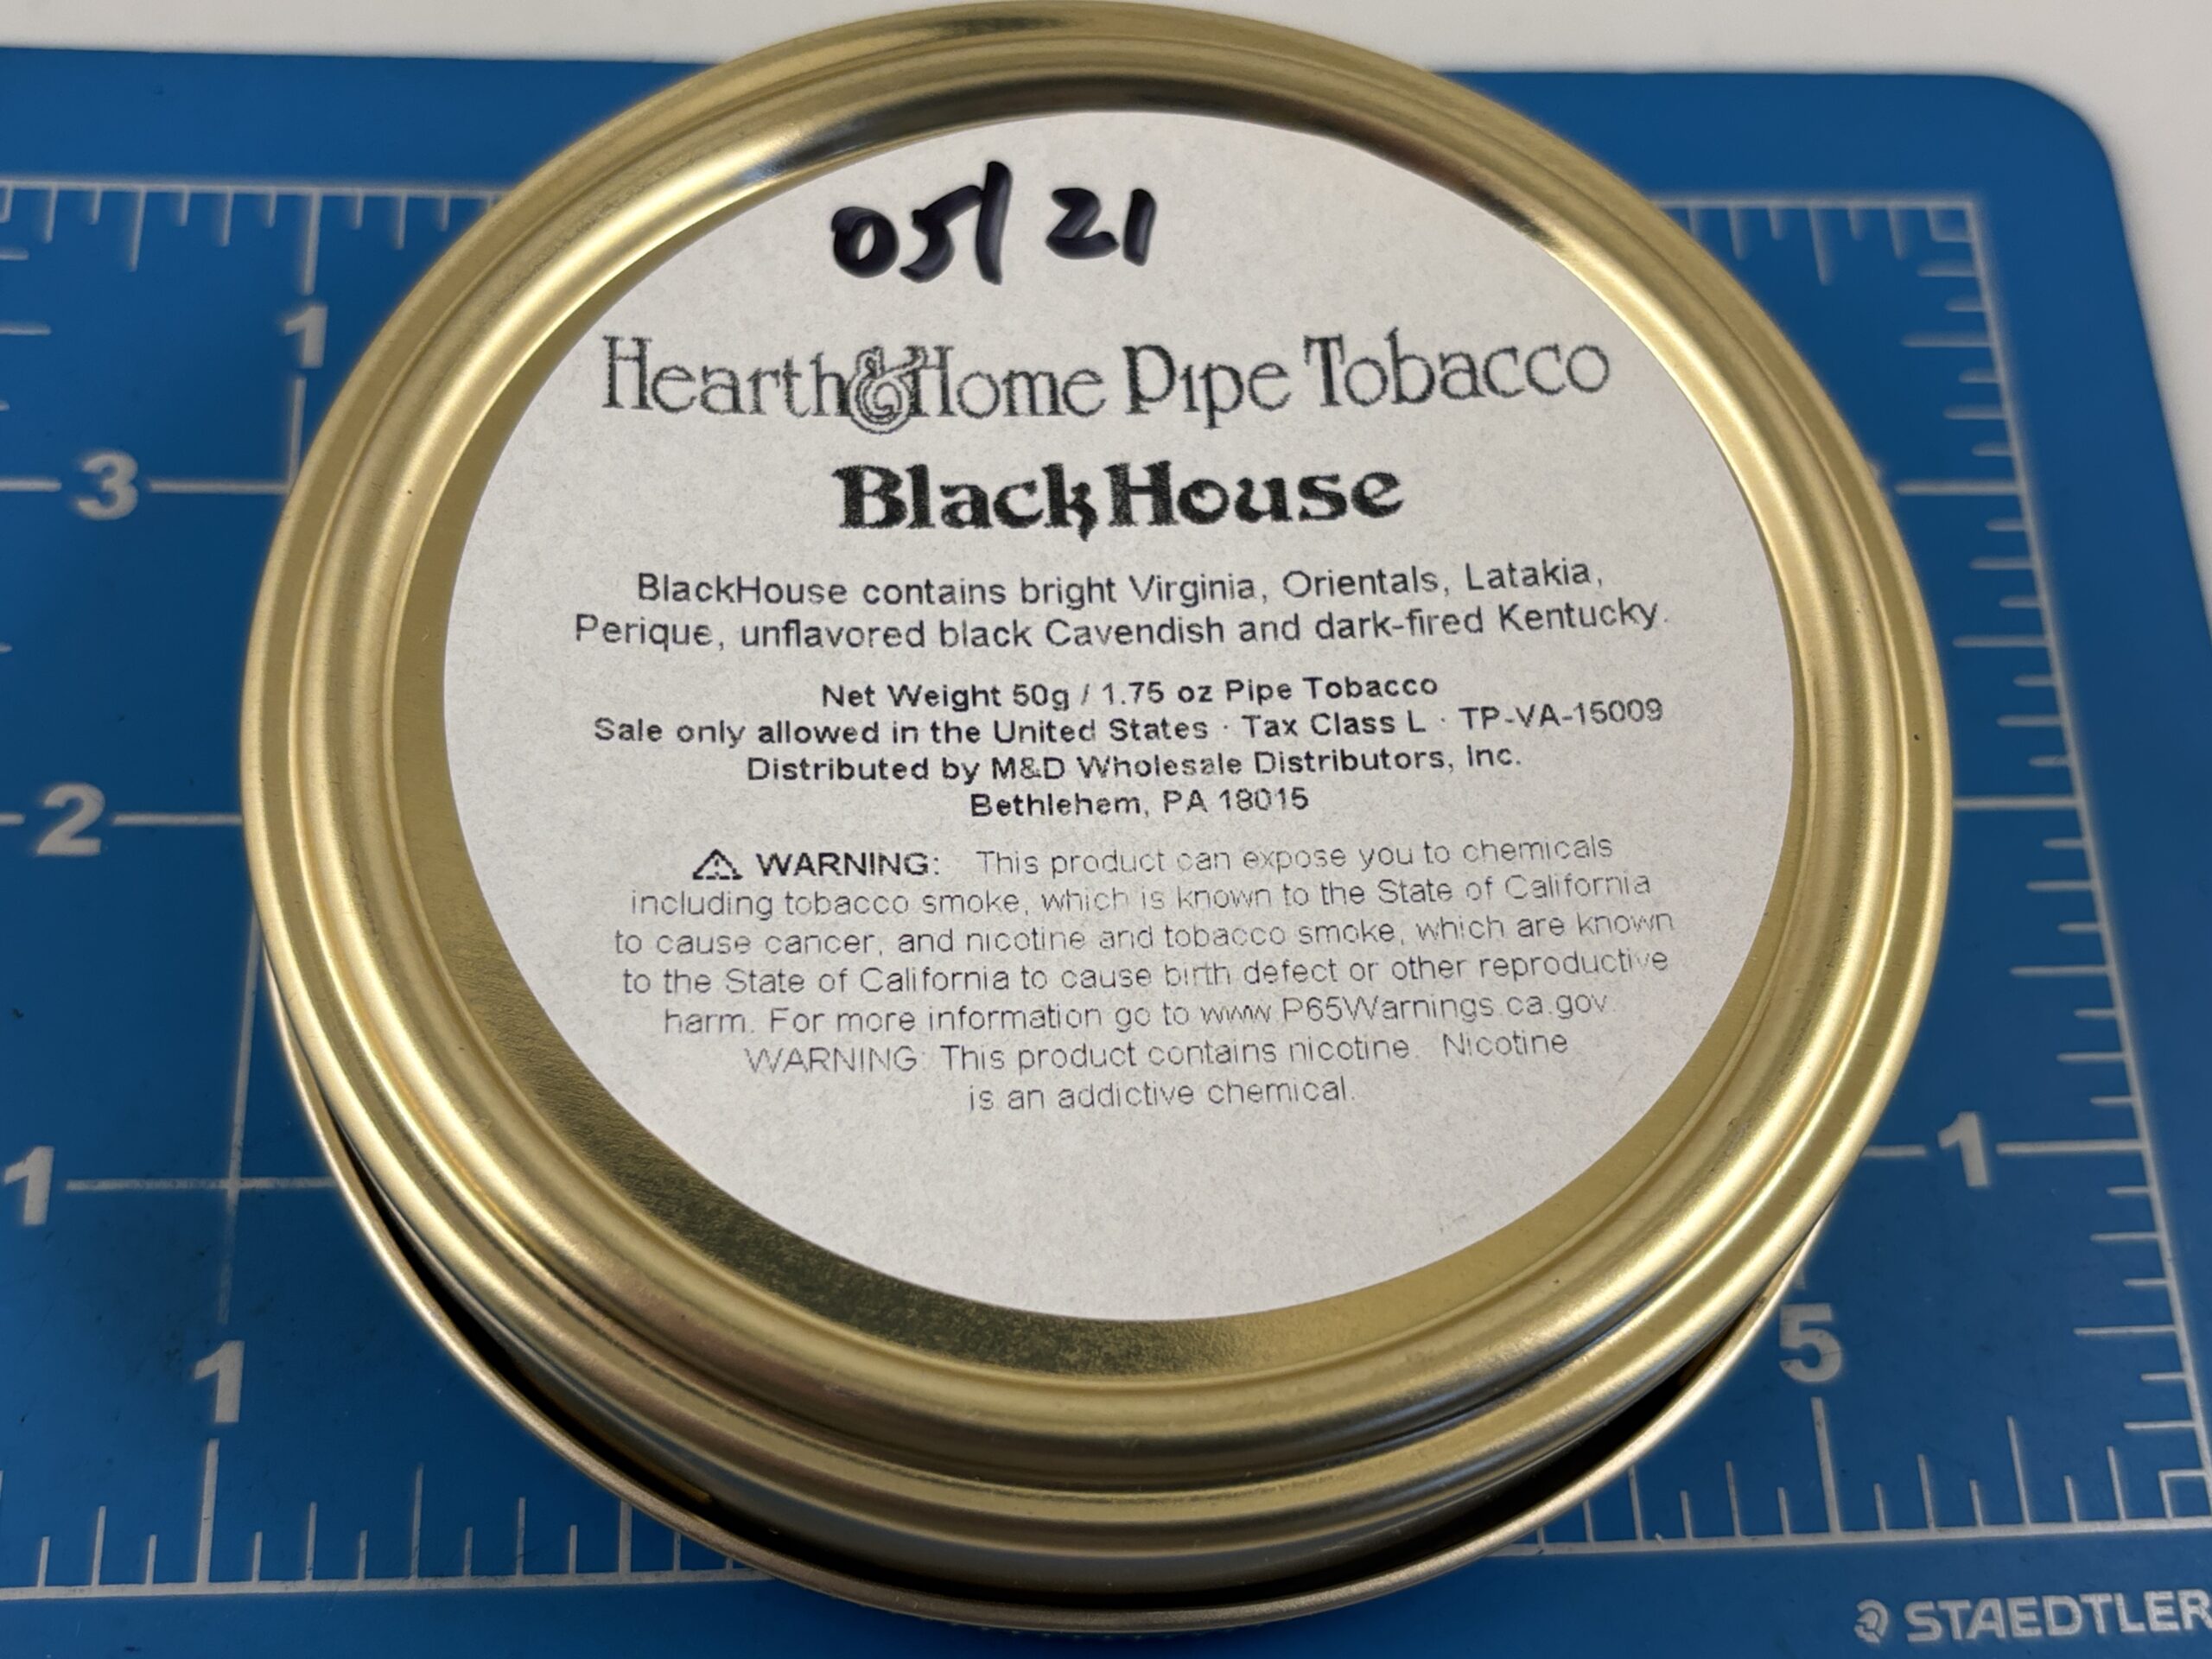 05/21
Hearth & Home Pipe Tobacco
BlackHouse
BlackHouse contains bright Virginia, Orientals, Latakia,
Perique, unflavored black Cavendish and dark-fired Kentucky.
Net Weight 50g / 1.75 oz Pipe Tobacco
Sale only allowed in the United States · Tax Class L · TP-VA-15009
Distributed by M&D Wholesale Distributors, Inc.
Bethlehem, PA 18015
⚠ WARNING: This product can expose you to chemicals
including tobacco smoke, which is known to the State of California
to cause cancer, and nicotine and tobacco smoke, which are known
to the State of California to cause birth defect or other reproductive
harm. For more information go to www.P65Warnings.ca.gov.
WARNING: This product contains nicotine. Nicotine
is an addictive chemical.
1
3
2
1
1
1
5
STAEDTLER